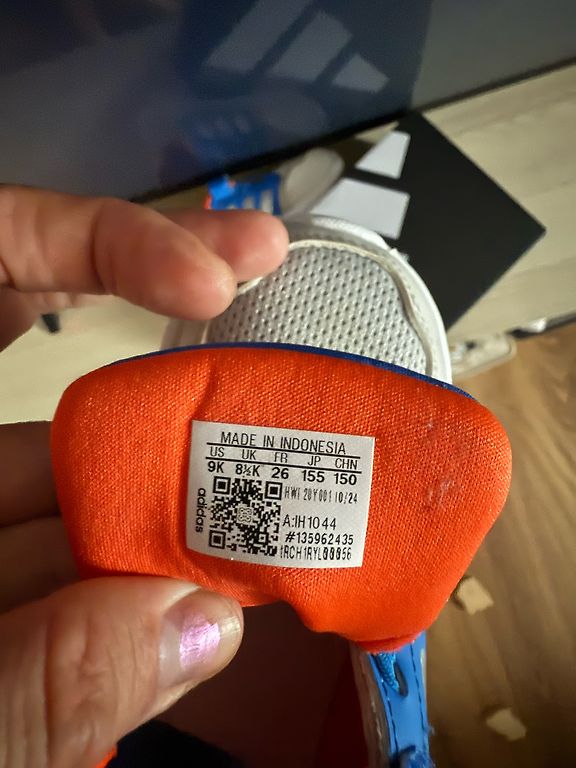 MADE IN INDONESIA
US UK FR JP CHN
9K 8½K 26 155 150
HWI 20Y001 10/24
A:IH1044
#135962435
1RCH1RYL00056
adidas